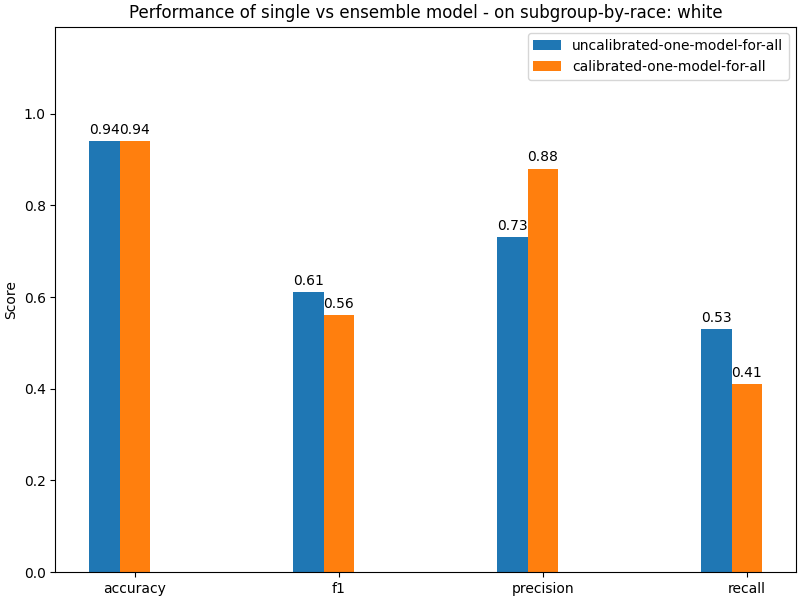 Performance of single vs ensemble model - on subgroup-by-race: white
uncalibrated-one-model-for-all
calibrated-one-model-for-all
Score
1.0
0.8
0.6
0.4
0.2
0.0
0.94 0.94
0.61
0.56
0.73
0.88
0.53
0.41
accuracy f1 precision recall